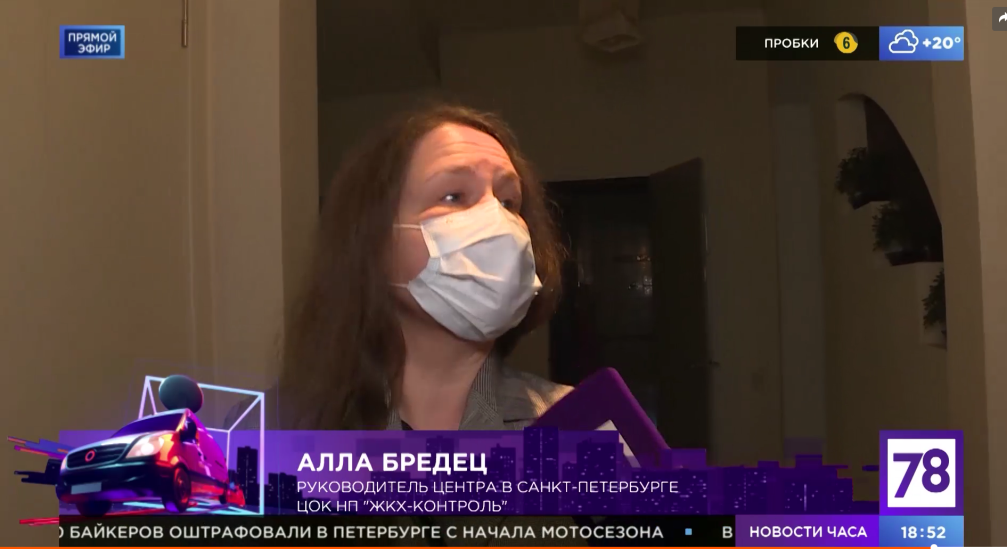 ПРЯМОЙ
ЭФИР
ПРОБКИ 6 +20°
АЛЛА БРЕДЕЦ
РУКОВОДИТЕЛЬ ЦЕНТРА В САНКТ-ПЕТЕРБУРГЕ
ЦОК НП "ЖКХ-КОНТРОЛЬ"
78
БАЙКЕРОВ ОШТРАФОВАЛИ В ПЕТЕРБУРГЕ С НАЧАЛА МОТОСЕЗОНА ▪ В
НОВОСТИ ЧАСА 18:52